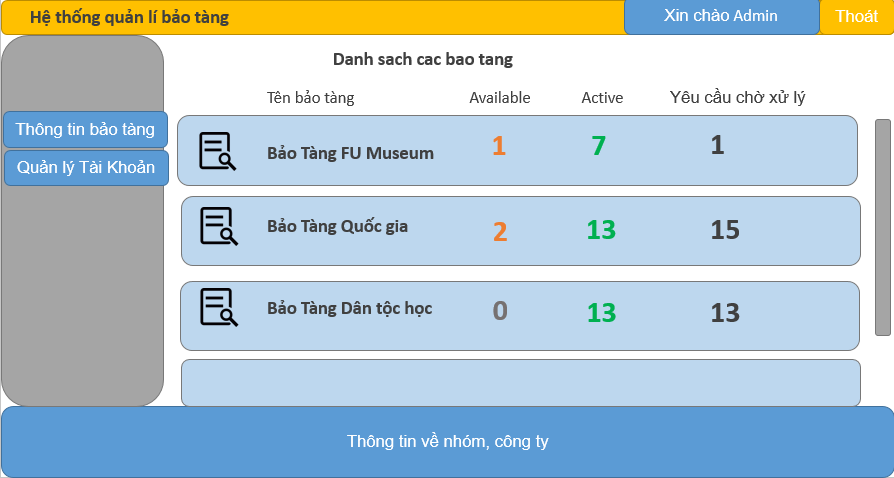 Hệ thống quản lí bảo tàng
Xin chào Admin
Thoát
Thông tin bảo tàng
Quản lý Tài Khoản
Danh sach cac bao tang
Tên bảo tàng Available Active Yêu cầu chờ xử lý
Bảo Tàng FU Museum 1 7 1
Bảo Tàng Quốc gia 2 13 15
Bảo Tàng Dân tộc học 0 13 13
Thông tin về nhóm, công ty